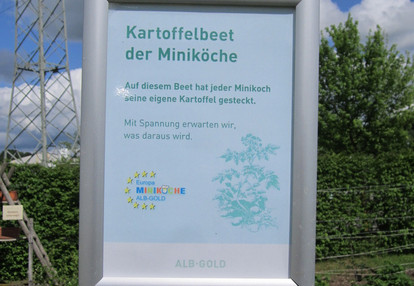 Kartoffelbeet
der Miniköche
Auf diesem Beet hat jeder Minikoch
seine eigene Kartoffel gesteckt.
Mit Spannung erwarten wir,
was daraus wird.
Europa
MINIKÖCHE
ALB-GOLD
ALB-GOLD